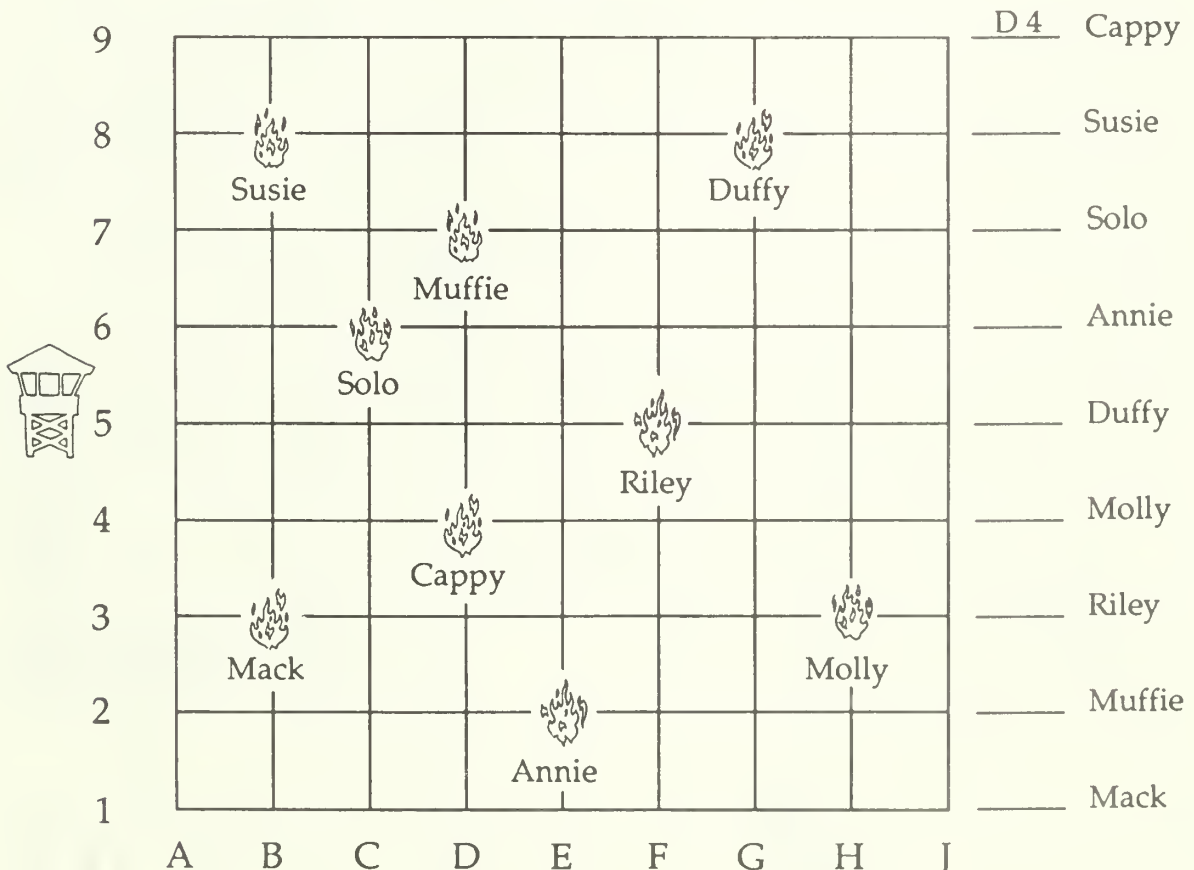 9
D 4 Cappy
8
Susie
Susie
Duffy
7
Solo
Muffie
6
Annie
Solo
5
Duffy
Riley
4
Molly
Cappy
3
Riley
Mack
Molly
2
Muffie
Annie
1
Mack
A B C D E F G H J